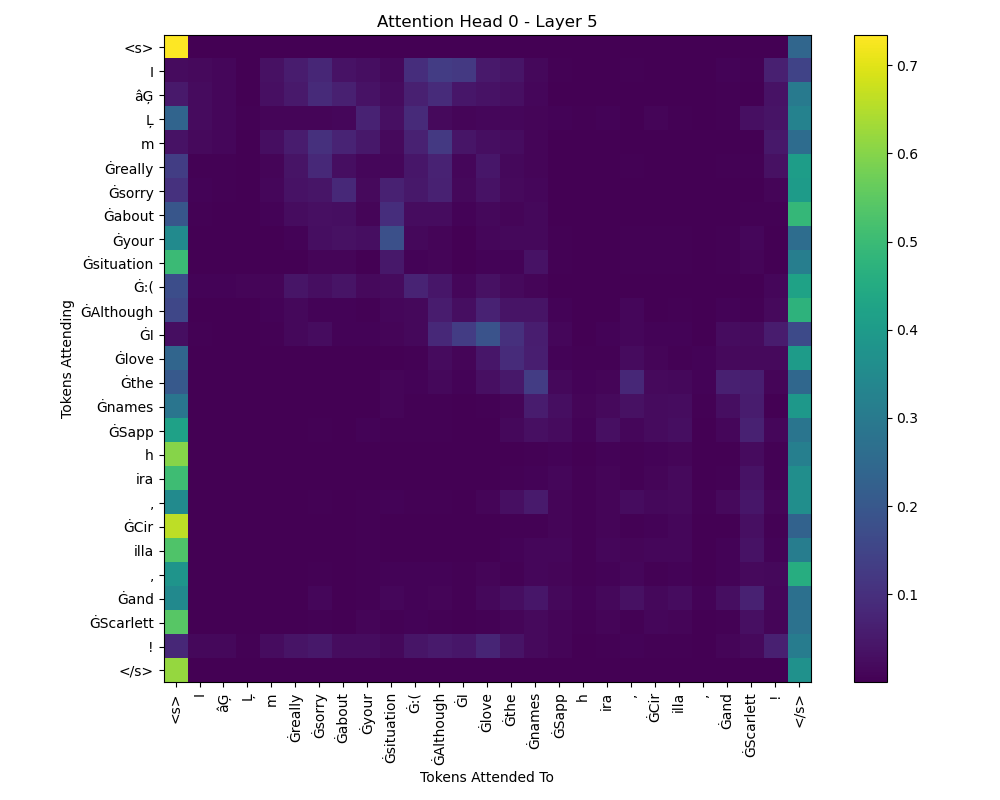 Attention Head 0 - Layer 5
Tokens Attending
<s>
I
âĢ
Ļ
m
Ġreally
Ġsorry
Ġabout
Ġyour
Ġsituation
Ġ:(
ĠAlthough
ĠI
Ġlove
Ġthe
Ġnames
ĠSapp
h
ira
,
ĠCir
illa
,
Ġand
ĠScarlett
!
</s>
<s>
I
âĢ
Ļ
m
Ġreally
Ġsorry
Ġabout
Ġyour
Ġsituation
Ġ:(
ĠAlthough
ĠI
Ġlove
Ġthe
Ġnames
ĠSapp
h
ira
,
ĠCir
illa
,
Ġand
ĠScarlett
!
</s>
Tokens Attended To
0.7
0.6
0.5
0.4
0.3
0.2
0.1